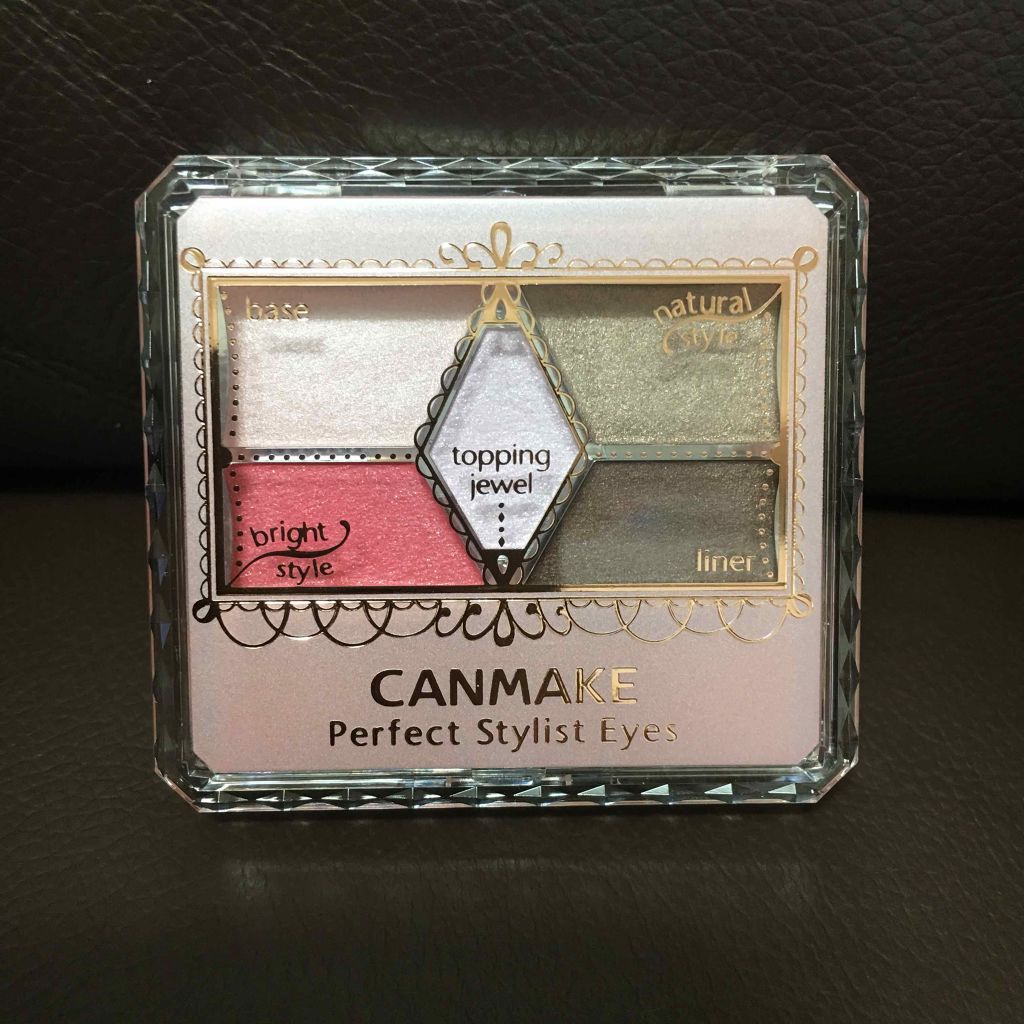 base
natural
style
topping
jewel
bright
style
liner
CANMAKE
Perfect Stylist Eyes